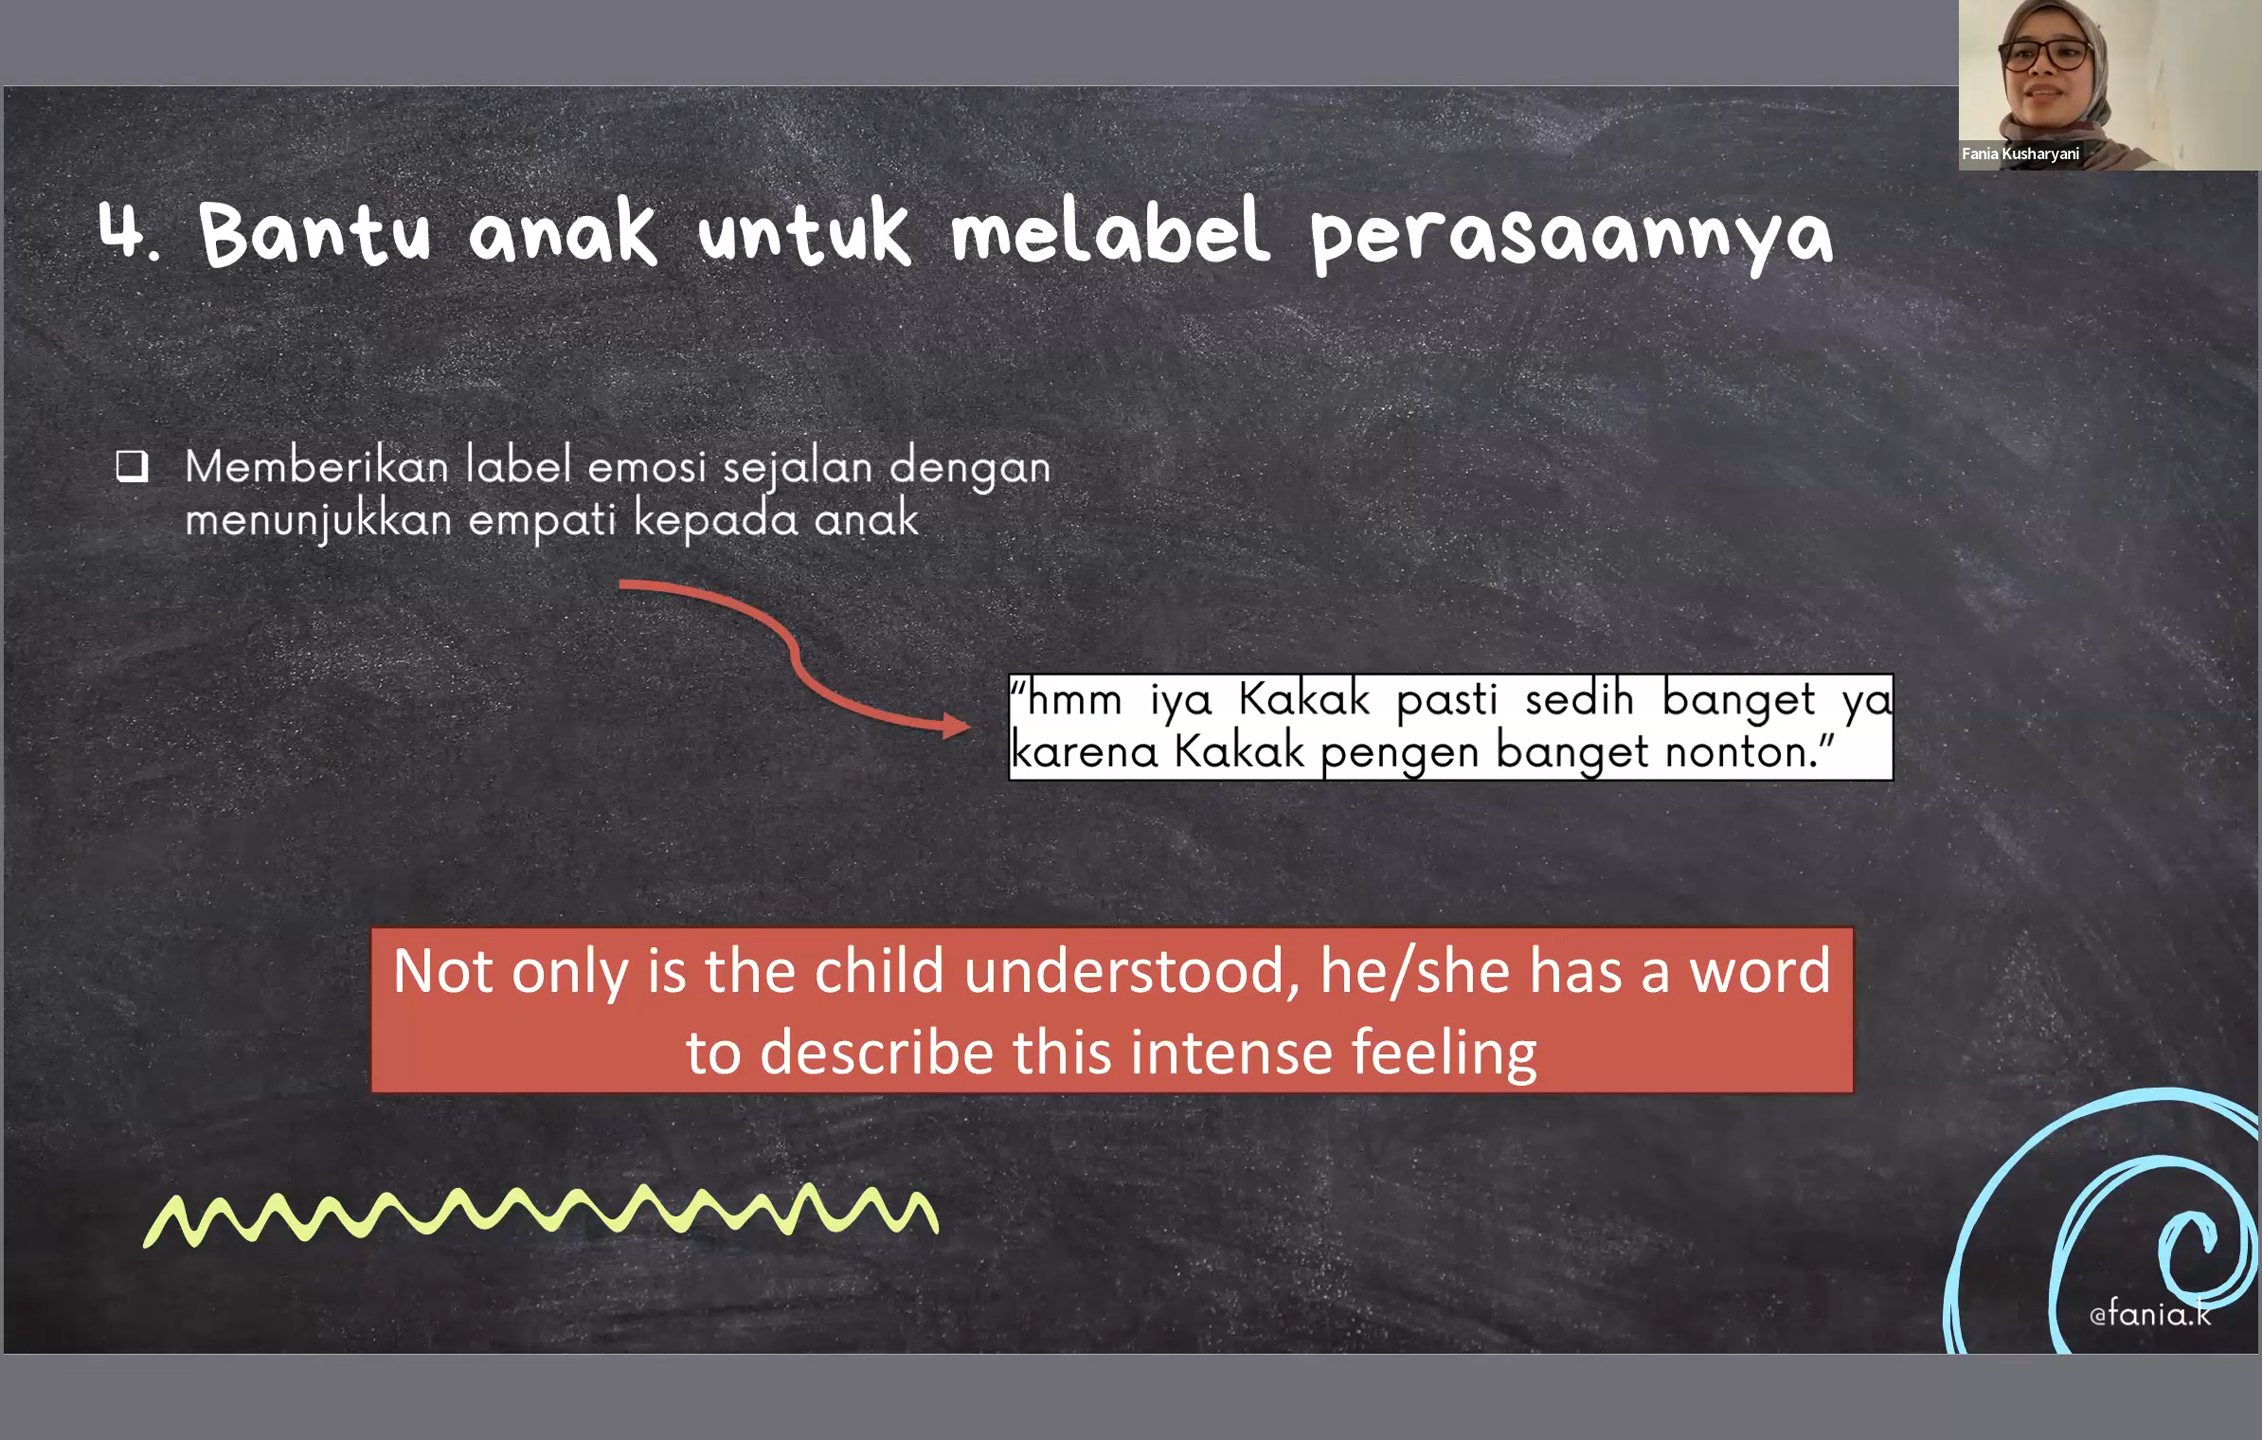 Fania Kusharyani
4. Bantu anak untuk melabel perasaannya
Memberikan label emosi sejalan dengan
menunjukkan empati kepada anak
“hmm iya Kakak pasti sedih banget ya
karena Kakak pengen banget nonton.”
Not only is the child understood, he/she has a word
to describe this intense feeling
@fania.k